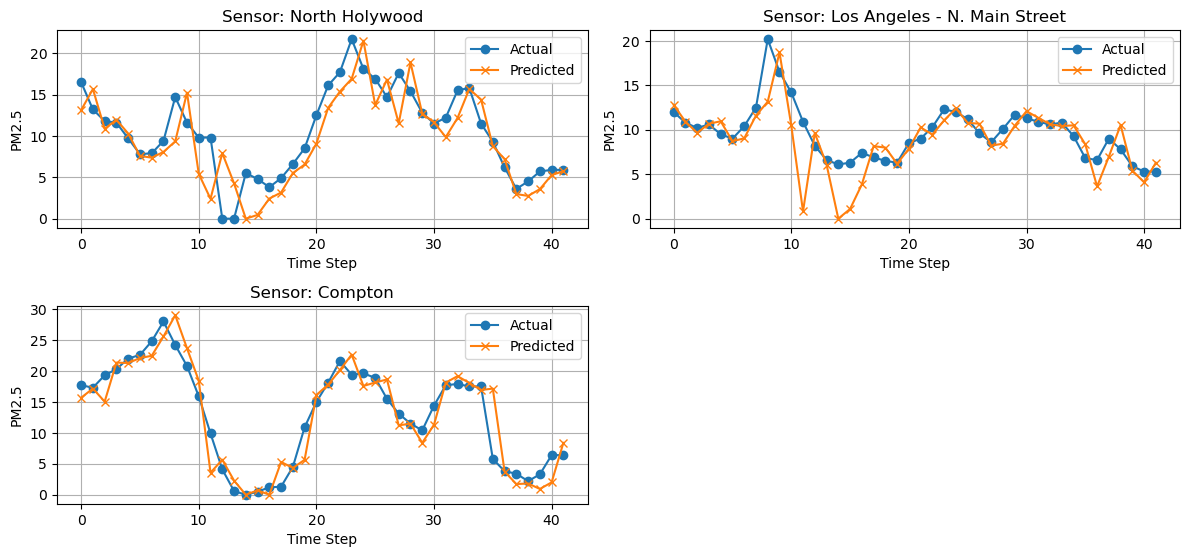 Sensor: North Holywood
PM2.5
20
15
10
5
0
Actual
Predicted
0 10 20 30 40
Time Step
Sensor: Los Angeles - N. Main Street
PM2.5
20
15
10
5
0
Actual
Predicted
0 10 20 30 40
Time Step
Sensor: Compton
PM2.5
30
25
20
15
10
5
0
Actual
Predicted
0 10 20 30 40
Time Step